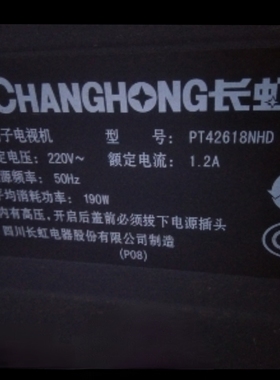 CHANGHONG长虹
子电视机 型 号: PT42618NHD
定电压: 220V~ 额定电流: 1.2A
源频率: 50Hz
平均消耗功率: 190W
内有高压,开启后盖前必须拔下电源插头
四川长虹电器股份有限公司制造
(P08)